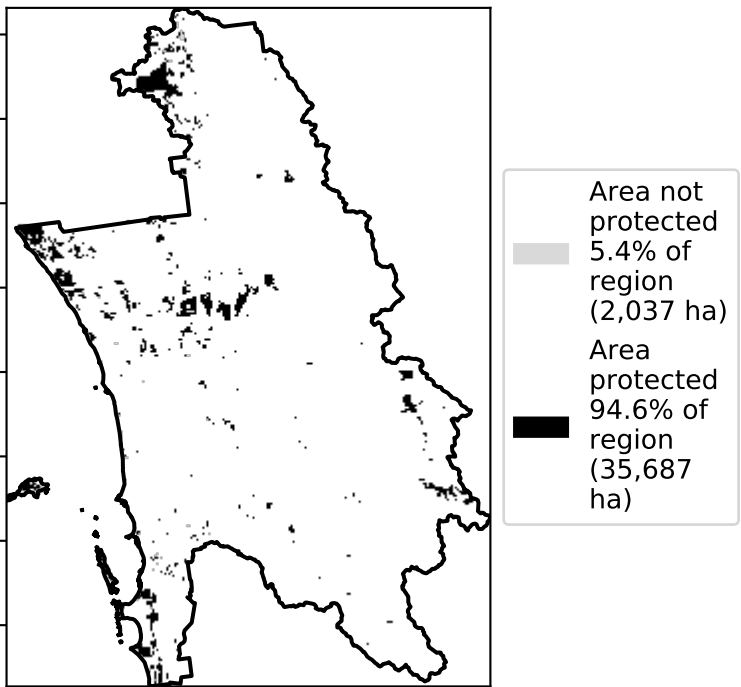 Area not
protected
5.4% of
region
(2,037 ha)
Area
protected
94.6% of
region
(35,687
ha)